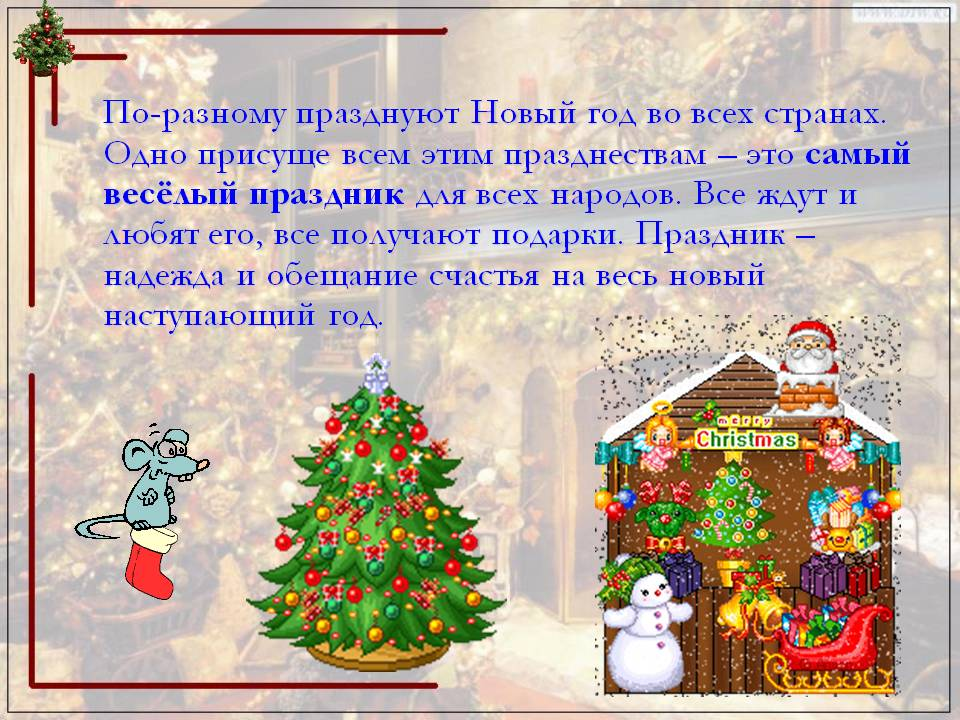 По-разному празднуют Новый год во всех странах.
Одно присуще всем этим празднествам – это самый
весёлый праздник для всех народов. Все ждут и
любят его, все получают подарки. Праздник –
надежда и обещание счастья на весь новый
наступающий год.
merry
Christmas